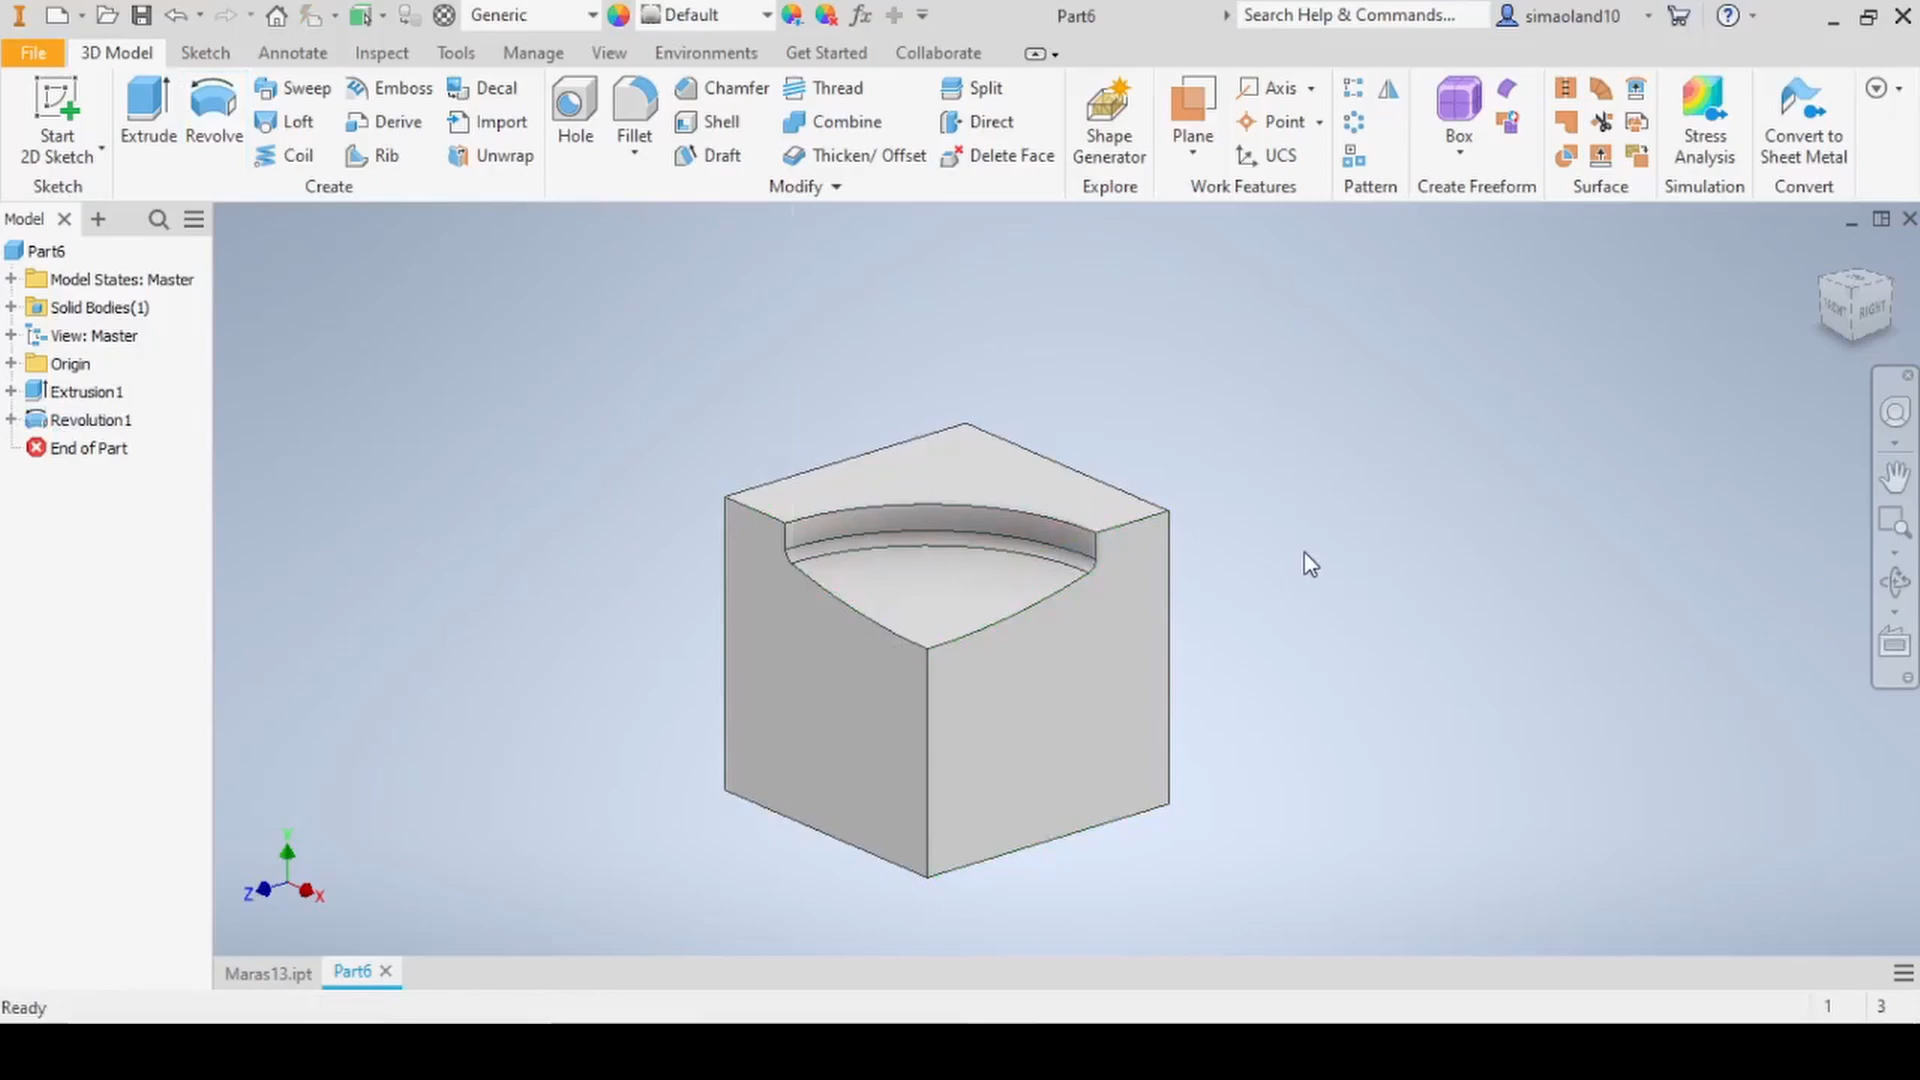 Generic Default fx Part6 Search Help & Commands... simaoland10
File 3D Model Sketch Annotate Inspect Tools Manage View Environments Get Started Collaborate
Start
2D Sketch
Extrude
Revolve
Sweep
Loft
Coil
Emboss
Derive
Rib
Decal
Import
Unwrap
Hole
Fillet
Chamfer
Shell
Draft
Thread
Combine
Thicken/ Offset
Split
Direct
Delete Face
Shape
Generator
Plane
Axis
Point
UCS
Box
Stress
Analysis
Convert to
Sheet Metal
Sketch Create Modify Explore Work Features Pattern Create Freeform Surface Simulation Convert
Model
Part6
Model States: Master
Solid Bodies(1)
View: Master
Origin
Extrusion1
Revolution1
End of Part
RIGHT
Y
Z
X
Maras13.ipt Part6
Ready 1 3